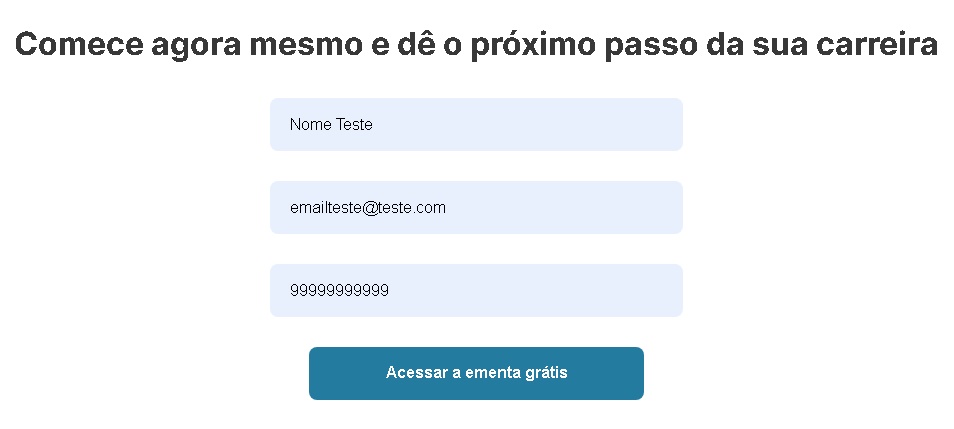 Comece agora mesmo e dê o próximo passo da sua carreira
Nome Teste
emailteste@teste.com
99999999999
Acessar a ementa grátis